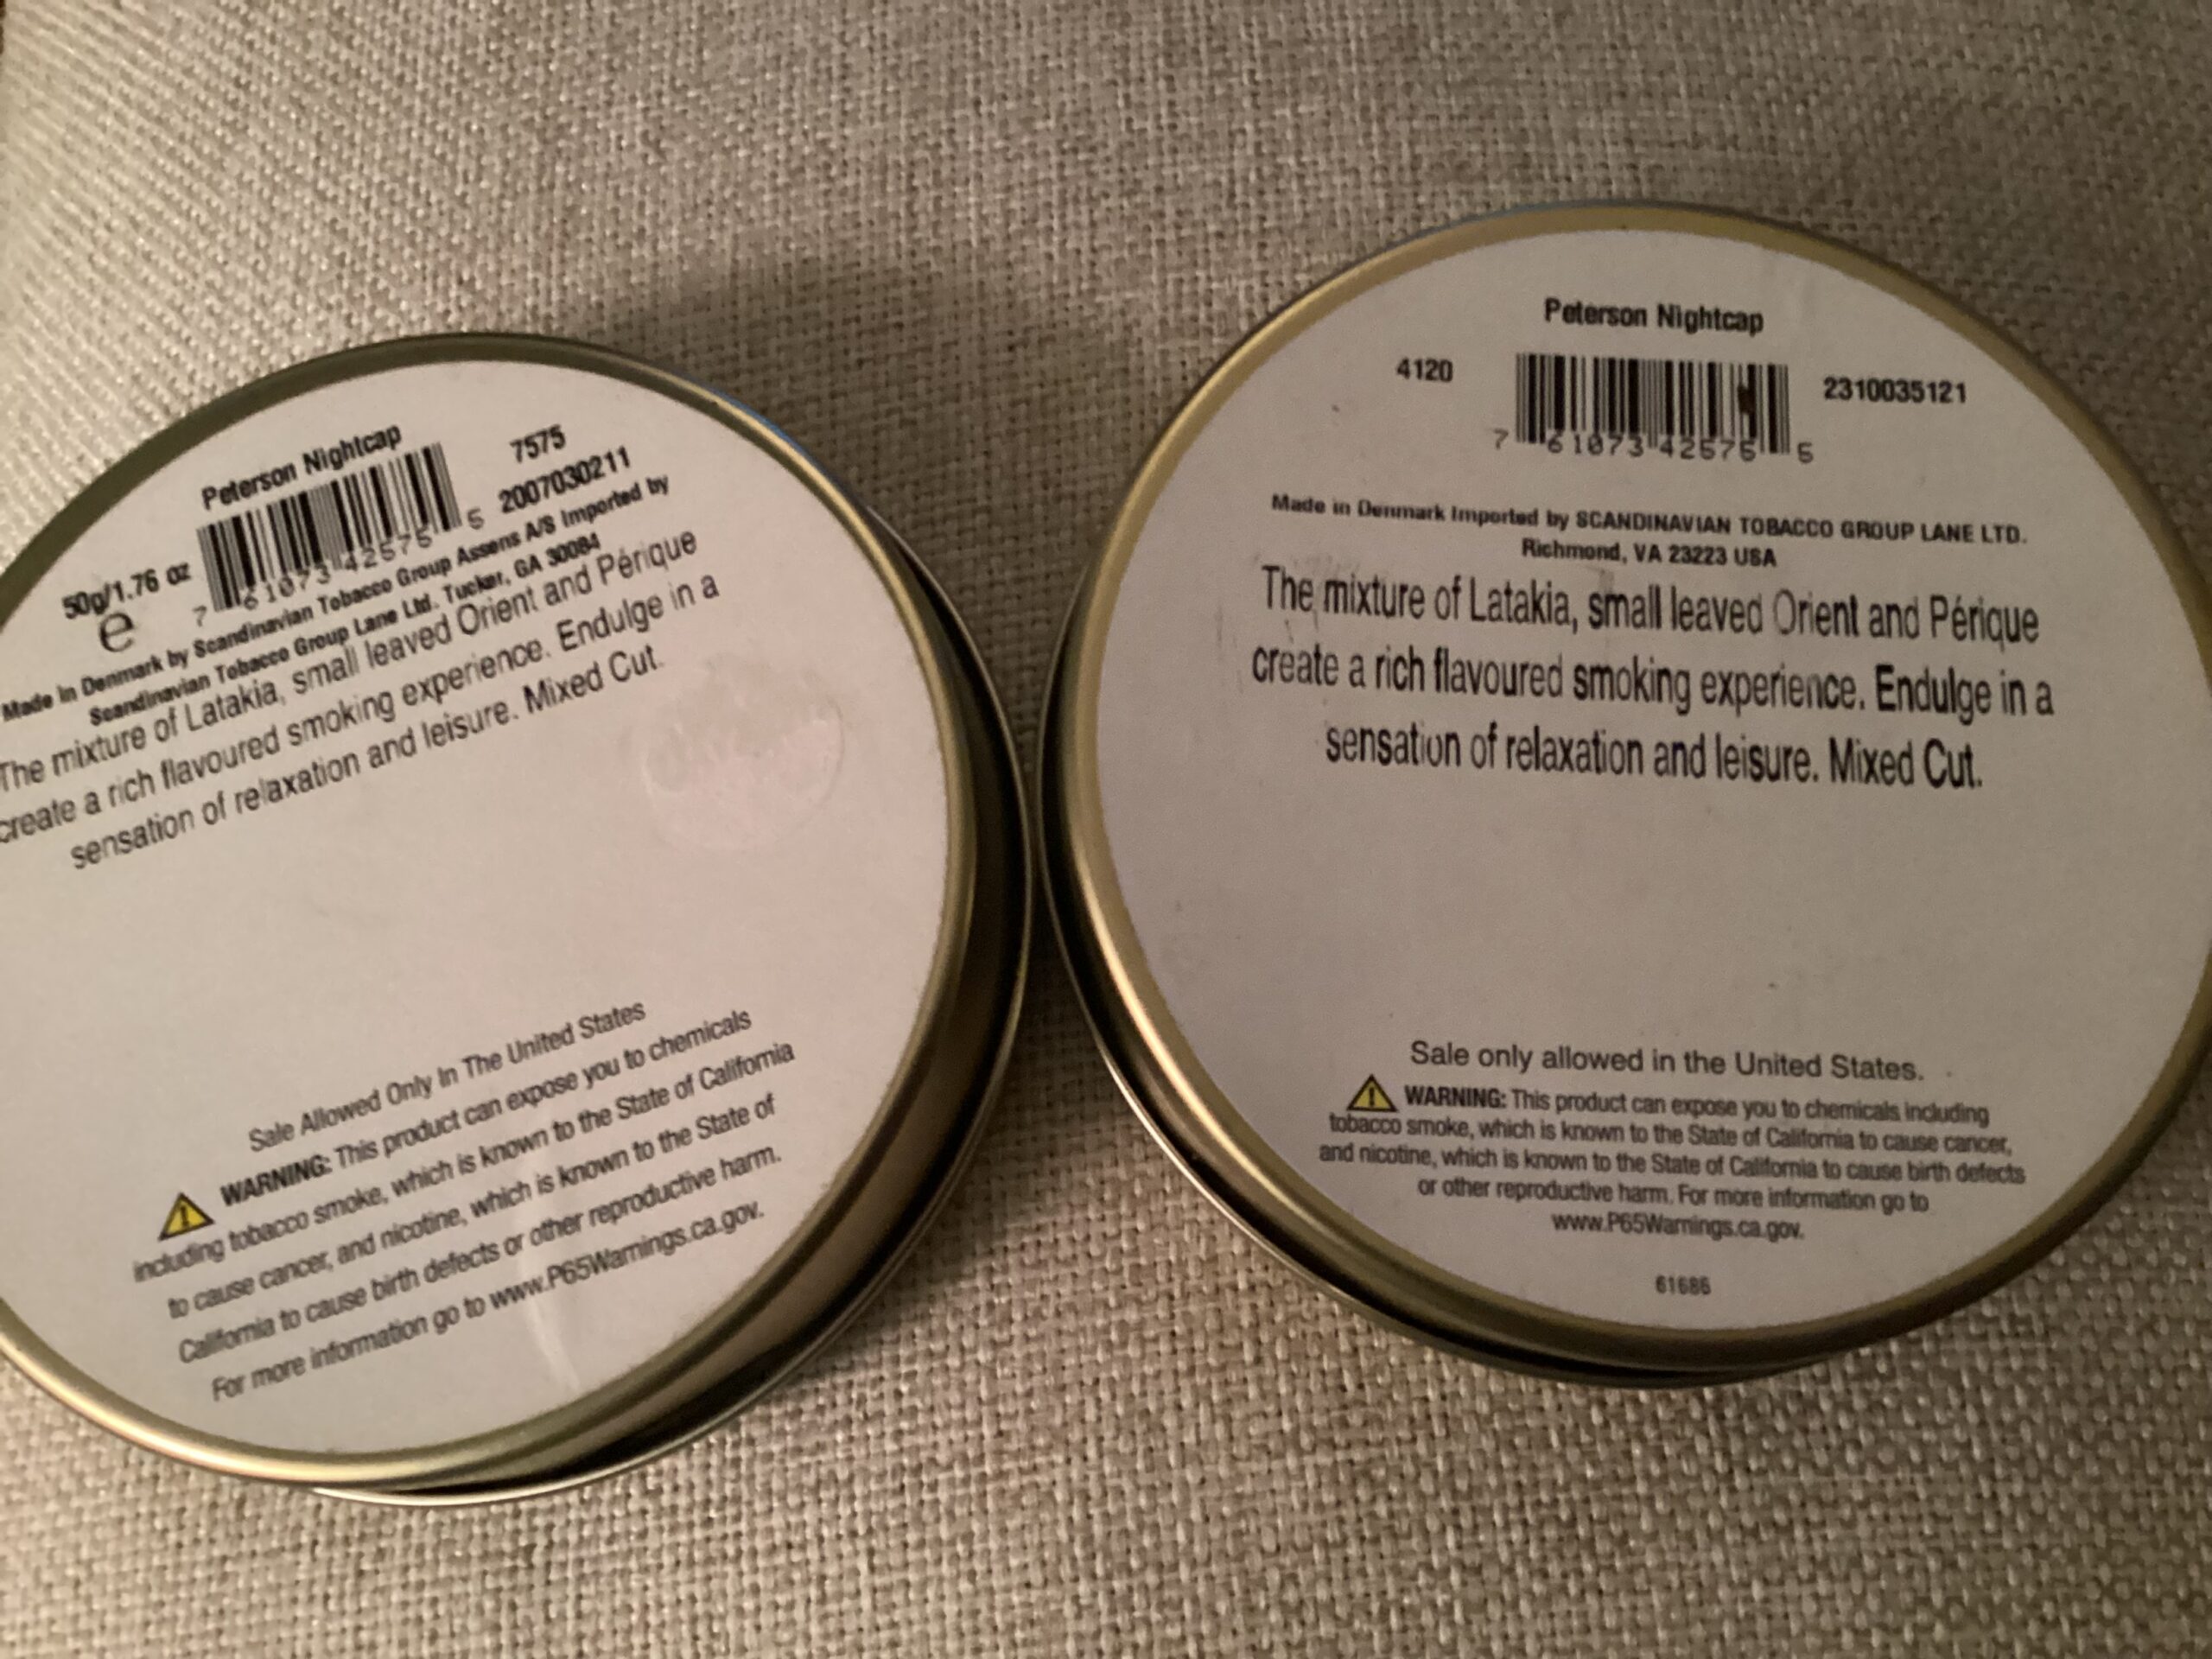 Peterson Nightcap
7575
50g/1.76 oz
e
7 61073 42575 5
2007030211
Made in Denmark by Scandinavian Tobacco Group Assens A/S Imported by
Scandinavian Tobacco Group Lane Ltd. Tucker, GA 30084
The mixture of Latakia, small leaved Orient and Périque
create a rich flavoured smoking experience. Endulge in a
sensation of relaxation and leisure. Mixed Cut.
Sale Allowed Only In The United States
WARNING: This product can expose you to chemicals
including tobacco smoke, which is known to the State of California
to cause cancer, and nicotine, which is known to the State of
California to cause birth defects or other reproductive harm.
For more information go to www.P65Warnings.ca.gov.
Peterson Nightcap
4120
2310035121
7 61073 42575 5
Made in Denmark Imported by SCANDINAVIAN TOBACCO GROUP LANE LTD.
Richmond, VA 23223 USA
The mixture of Latakia, small leaved Orient and Périque
create a rich flavoured smoking experience. Endulge in a
sensation of relaxation and leisure. Mixed Cut.
Sale only allowed in the United States.
WARNING: This product can expose you to chemicals including
tobacco smoke, which is known to the State of California to cause cancer,
and nicotine, which is known to the State of California to cause birth defects
or other reproductive harm. For more information go to
www.P65Warnings.ca.gov.
61686